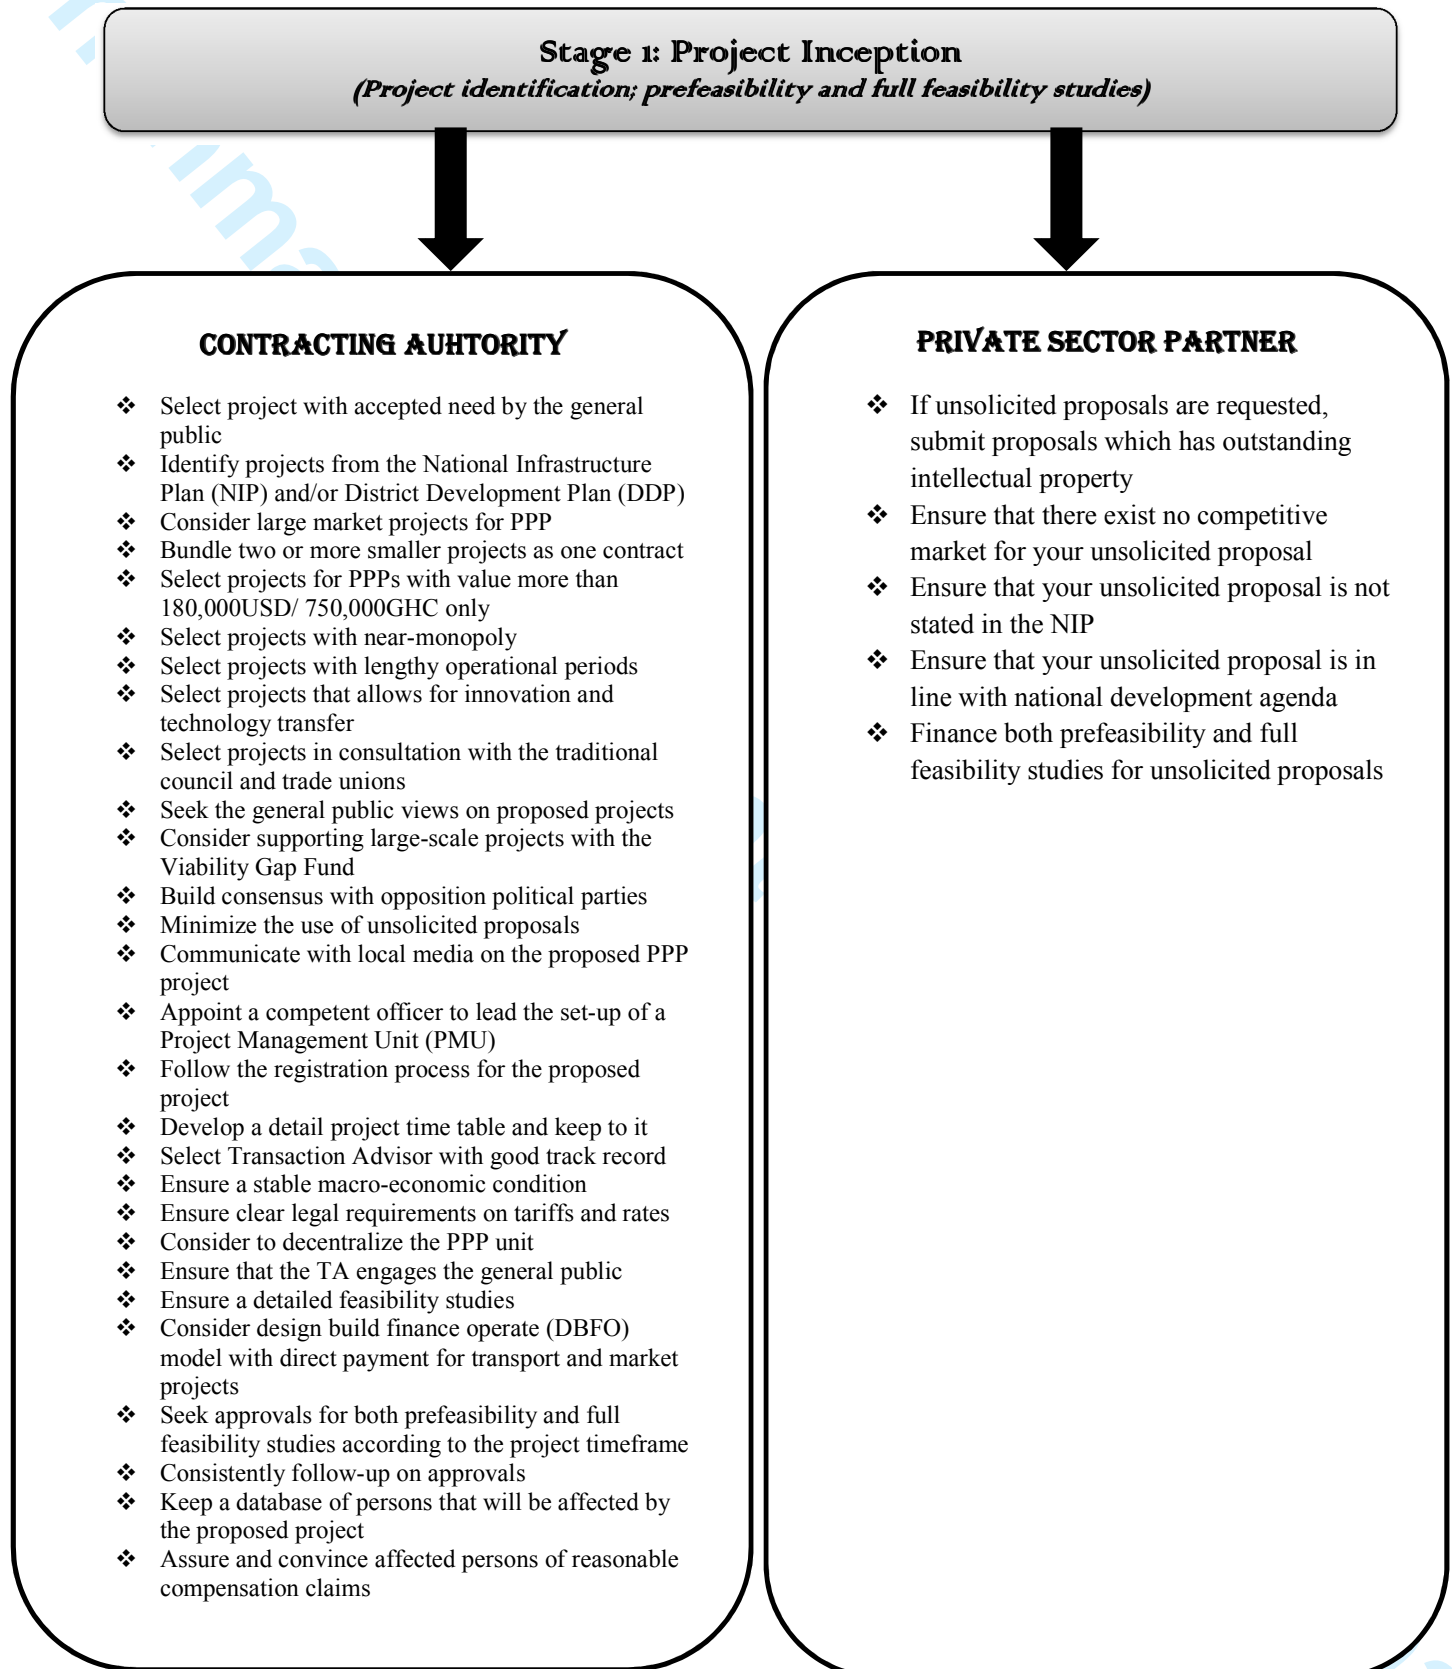 Stage 1: Project Inception
(Project identification; prefeasibility and full feasibility studies)
CONTRACTING AUHTORITY
❖ Select project with accepted need by the general
public
❖ Identify projects from the National Infrastructure
Plan (NIP) and/or District Development Plan (DDP)
❖ Consider large market projects for PPP
❖ Bundle two or more smaller projects as one contract
❖ Select projects for PPPs with value more than
180,000USD/ 750,000GHC only
❖ Select projects with near-monopoly
❖ Select projects with lengthy operational periods
❖ Select projects that allows for innovation and
technology transfer
❖ Select projects in consultation with the traditional
council and trade unions
❖ Seek the general public views on proposed projects
❖ Consider supporting large-scale projects with the
Viability Gap Fund
❖ Build consensus with opposition political parties
❖ Minimize the use of unsolicited proposals
❖ Communicate with local media on the proposed PPP
project
❖ Appoint a competent officer to lead the set-up of a
Project Management Unit (PMU)
❖ Follow the registration process for the proposed
project
❖ Develop a detail project time table and keep to it
❖ Select Transaction Advisor with good track record
❖ Ensure a stable macro-economic condition
❖ Ensure clear legal requirements on tariffs and rates
❖ Consider to decentralize the PPP unit
❖ Ensure that the TA engages the general public
❖ Ensure a detailed feasibility studies
❖ Consider design build finance operate (DBFO)
model with direct payment for transport and market
projects
❖ Seek approvals for both prefeasibility and full
feasibility studies according to the project timeframe
❖ Consistently follow-up on approvals
❖ Keep a database of persons that will be affected by
the proposed project
❖ Assure and convince affected persons of reasonable
compensation claims
PRIVATE SECTOR PARTNER
❖ If unsolicited proposals are requested,
submit proposals which has outstanding
intellectual property
❖ Ensure that there exist no competitive
market for your unsolicited proposal
❖ Ensure that your unsolicited proposal is not
stated in the NIP
❖ Ensure that your unsolicited proposal is in
line with national development agenda
❖ Finance both prefeasibility and full
feasibility studies for unsolicited proposals